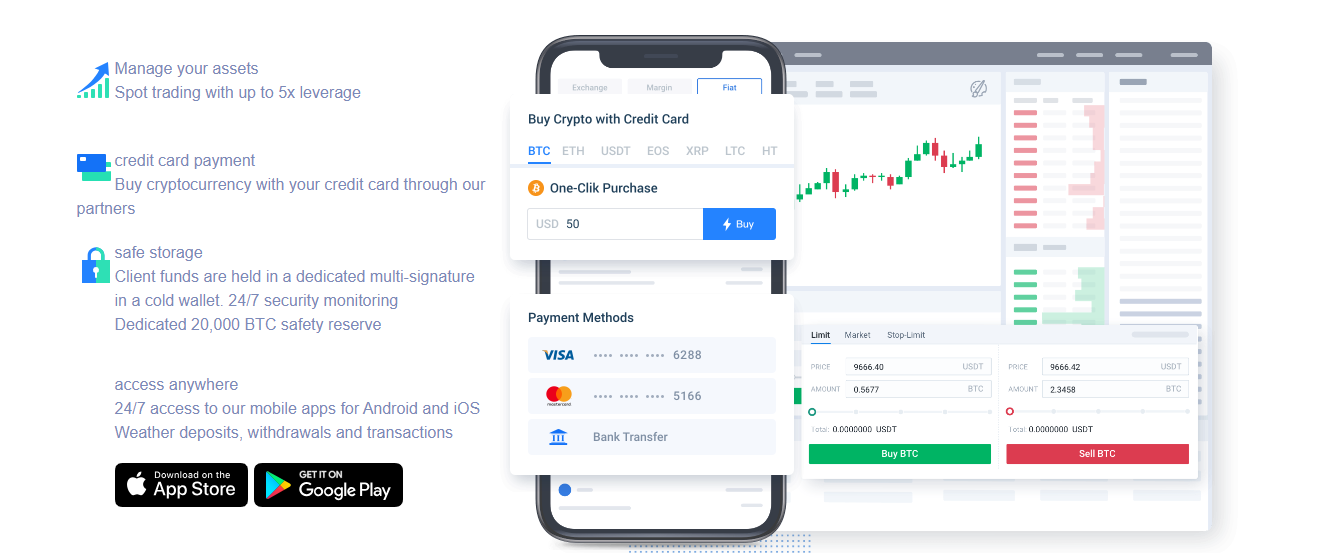 Manage your assets
Spot trading with up to 5x leverage
credit card payment
Buy cryptocurrency with your credit card through our
partners
safe storage
Client funds are held in a dedicated multi-signature
in a cold wallet. 24/7 security monitoring
Dedicated 20,000 BTC safety reserve
access anywhere
24/7 access to our mobile apps for Android and iOS
Weather deposits, withdrawals and transactions
Download on the
App Store
GET IT ON
Google Play
Exchange Margin Fiat
Buy Crypto with Credit Card
BTC ETH USDT EOS XRP LTC HT
One-Clik Purchase
USD 50 Buy
Payment Methods
VISA •••• •••• •••• 6288
mastercard •••• •••• •••• 5166
Bank Transfer
Limit Market Stop-Limit
PRICE 9666.40 USDT PRICE 9666.42 USDT
AMOUNT 0.5677 BTC AMOUNT 2.3458 BTC
Total: 0.0000000 USDT Total: 0.0000000 USDT
Buy BTC Sell BTC